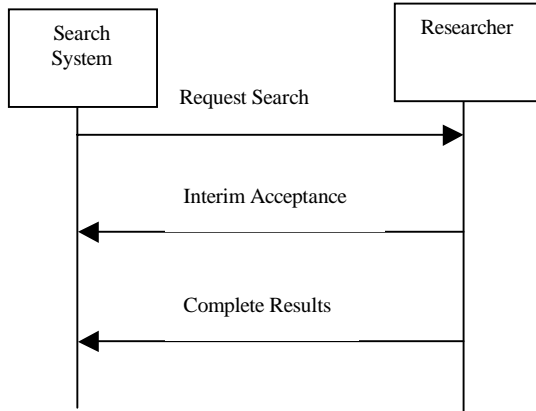 Search
System
Researcher
Request Search
Interim Acceptance
Complete Results